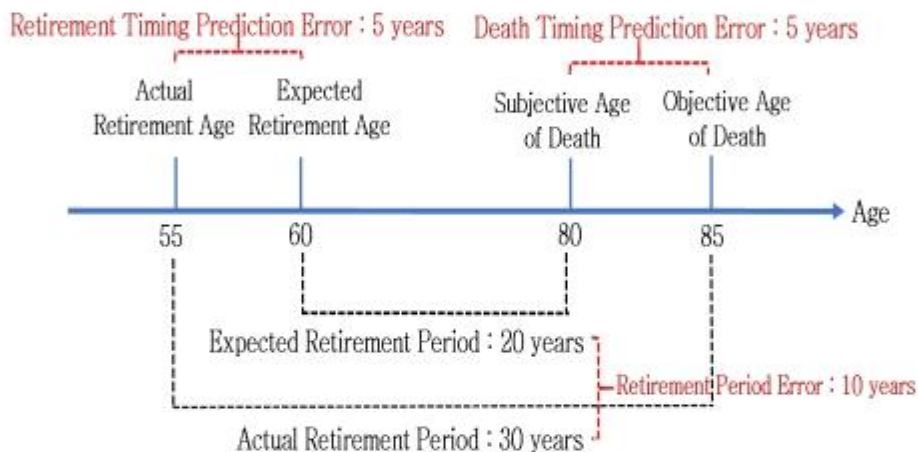 Retirement Timing Prediction Error : 5 years
Death Timing Prediction Error : 5 years
Actual
Retirement Age
Expected
Retirement Age
Subjective Age
of Death
Objective Age
of Death
Age
55
60
80
85
Expected Retirement Period : 20 years
Retirement Period Error : 10 years
Actual Retirement Period : 30 years